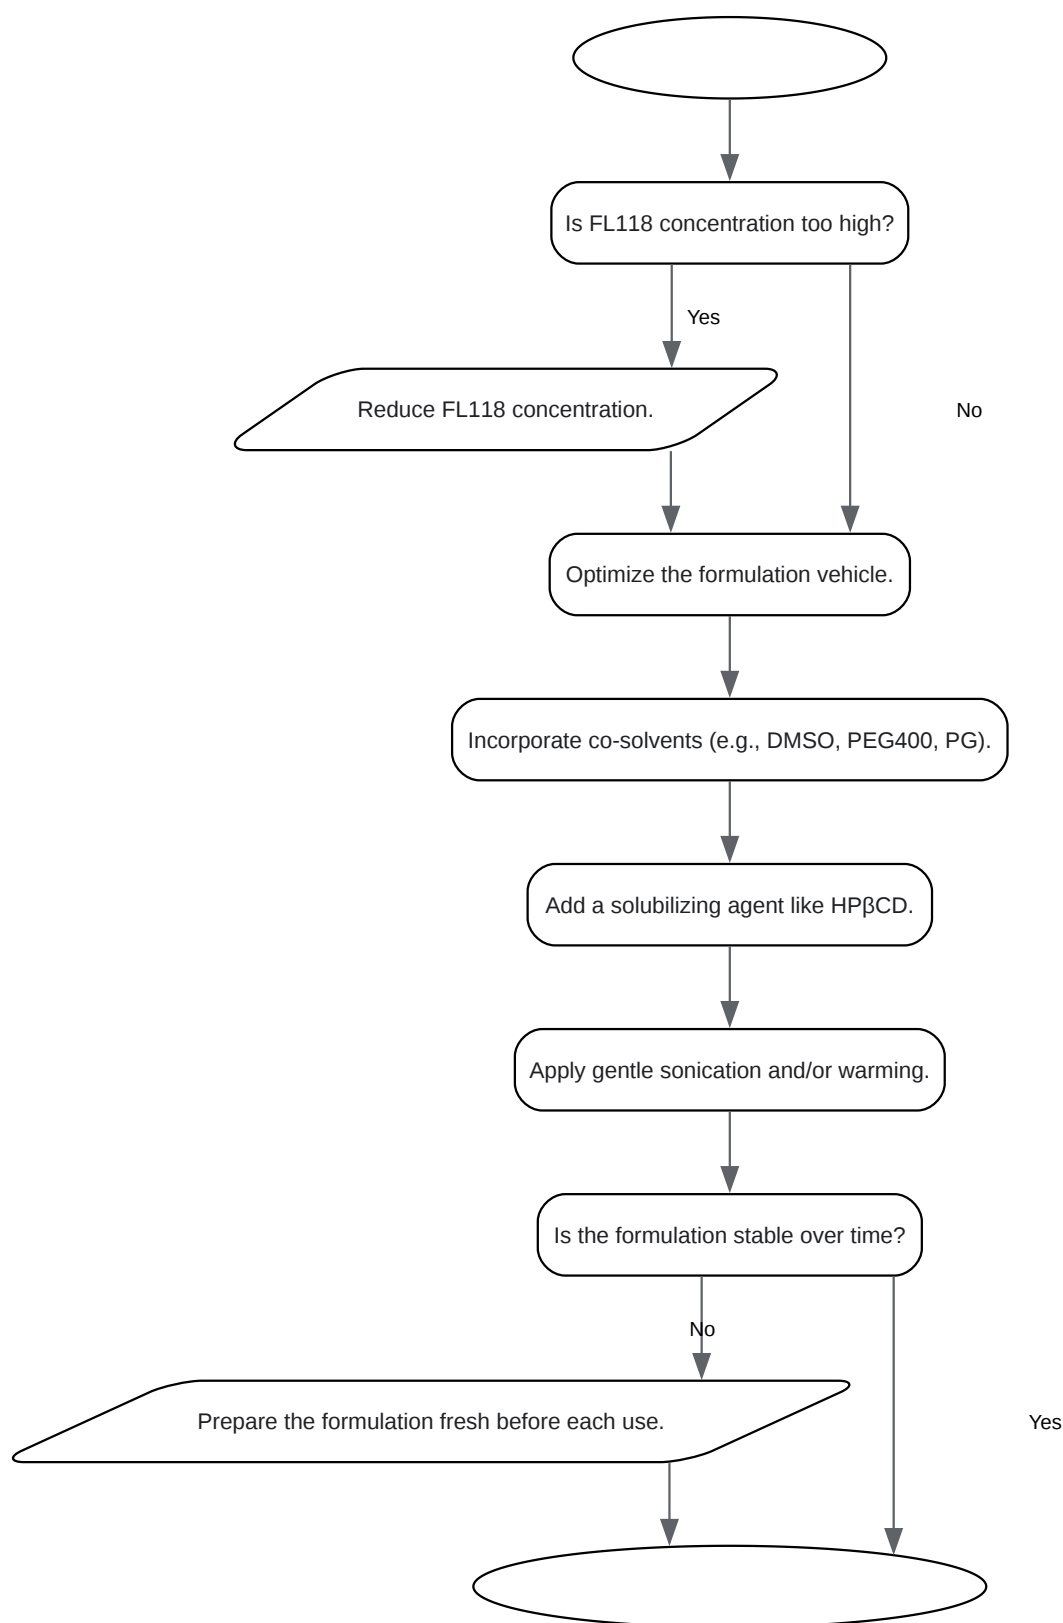 Is FL118 concentration too high?
Yes
Reduce FL118 concentration.
No
Optimize the formulation vehicle.
Incorporate co-solvents (e.g., DMSO, PEG400, PG).
Add a solubilizing agent like HPβCD.
Apply gentle sonication and/or warming.
Is the formulation stable over time?
No
Prepare the formulation fresh before each use.
Yes